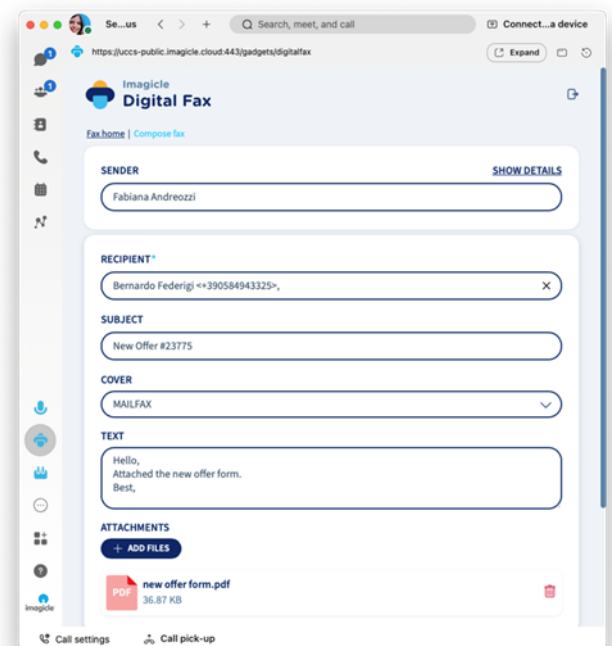 Se...us
Search, meet, and call
Connect...a device
1
https://uccs-public.imagicle.cloud:443/gadgets/digitalfax
Expand
1
Imagicle
Digital Fax
Fax home | Compose fax
SENDER
SHOW DETAILS
Fabiana Andreozzi
RECIPIENT*
Bernardo Federigi <+390584943325>,
SUBJECT
New Offer #23775
COVER
MAILFAX
TEXT
Hello,
Attached the new offer form.
Best,
ATTACHMENTS
+ ADD FILES
PDF
new offer form.pdf
36.87 KB
imagicle
Call settings
Call pick-up